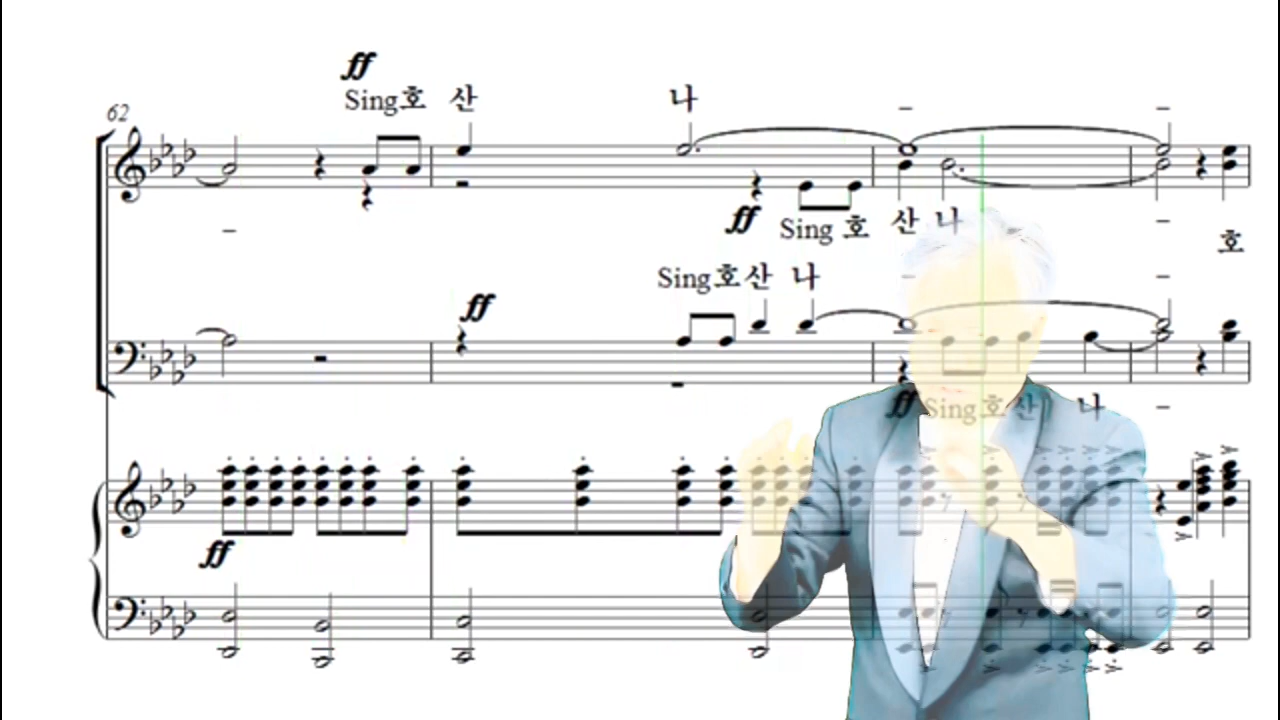 ff
Sing호 산 나 - -
62
ff Sing 호 산 나 -
- 호
Sing호산 나 - -
ff
ff Sing호산 나 -
ff